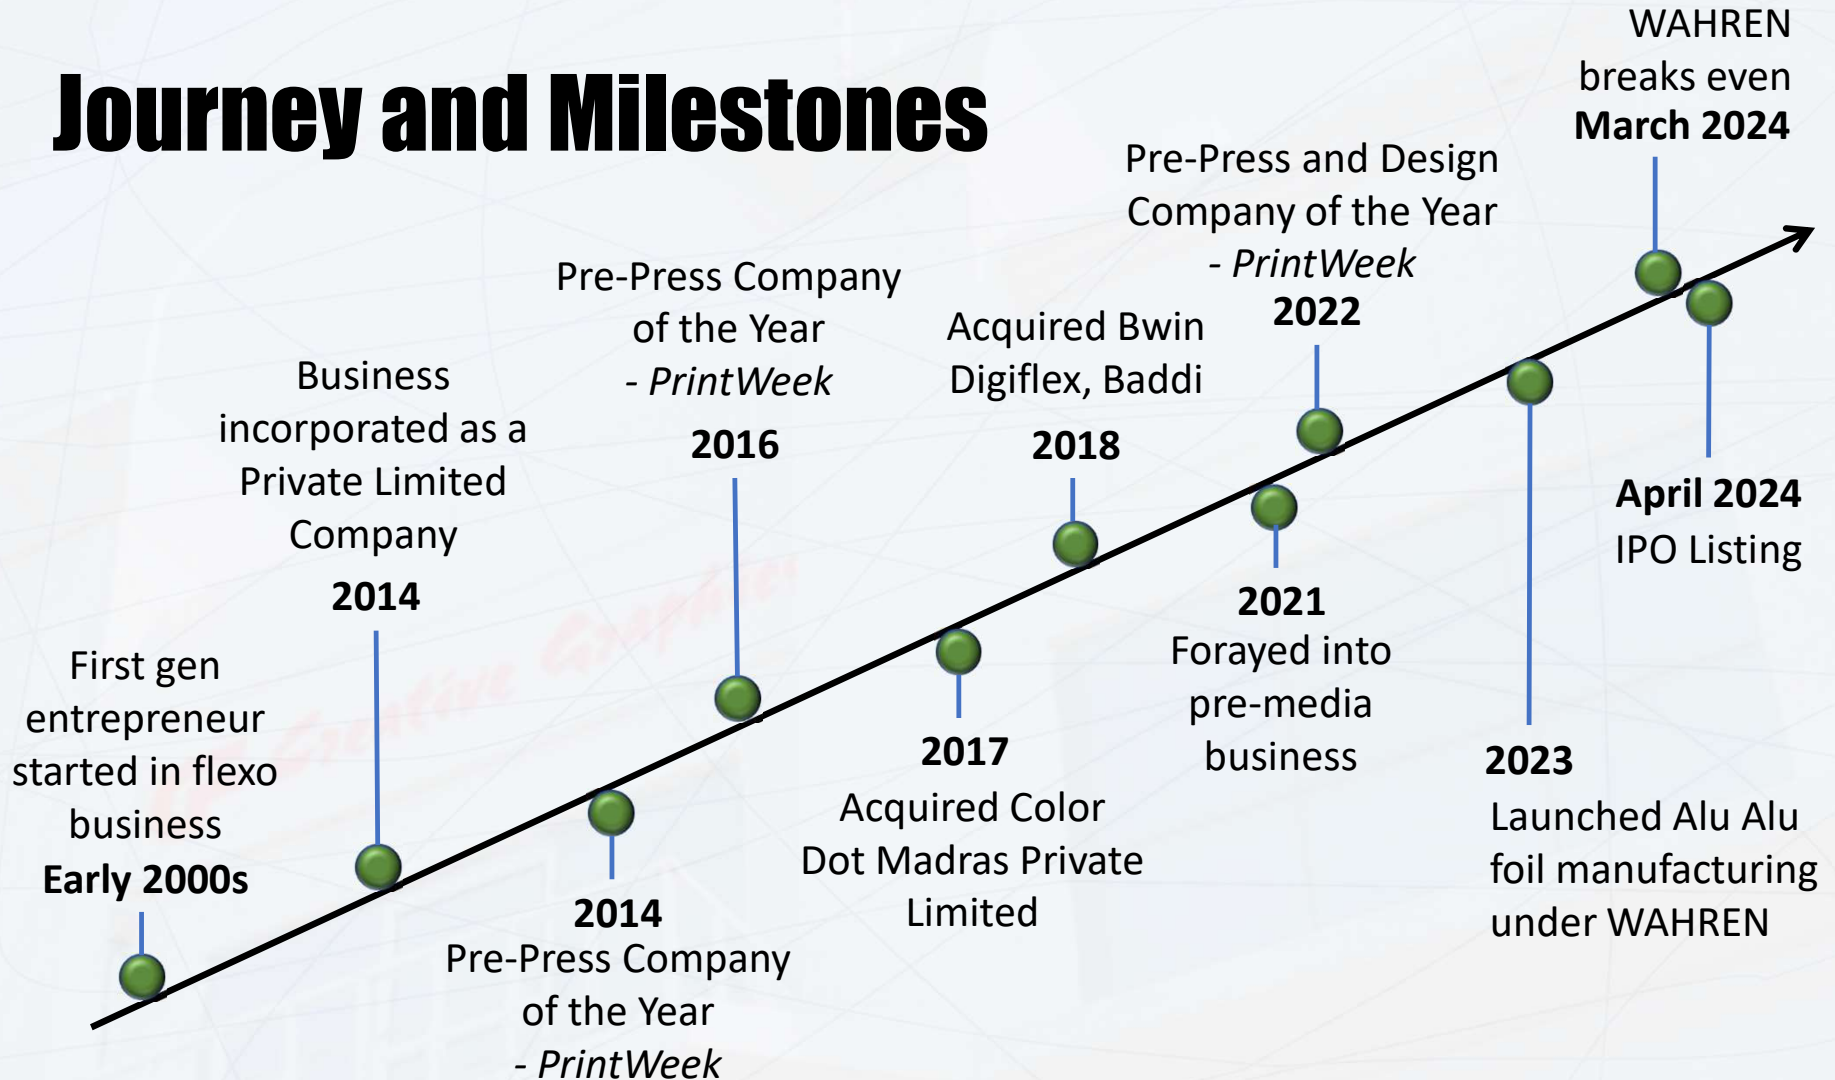 Journey and Milestones
First gen
entrepreneur
started in flexo
business
Early 2000s
Business
incorporated as a
Private Limited
Company
2014
2014
Pre-Press Company
of the Year
- PrintWeek
Pre-Press Company
of the Year
- PrintWeek
2016
2017
Acquired Color
Dot Madras Private
Limited
Acquired Bwin
Digiflex, Baddi
2018
2021
Forayed into
pre-media
business
Pre-Press and Design
Company of the Year
- PrintWeek
2022
2023
Launched Alu Alu
foil manufacturing
under WAHREN
WAHREN
breaks even
March 2024
April 2024
IPO Listing
Creative Graphics